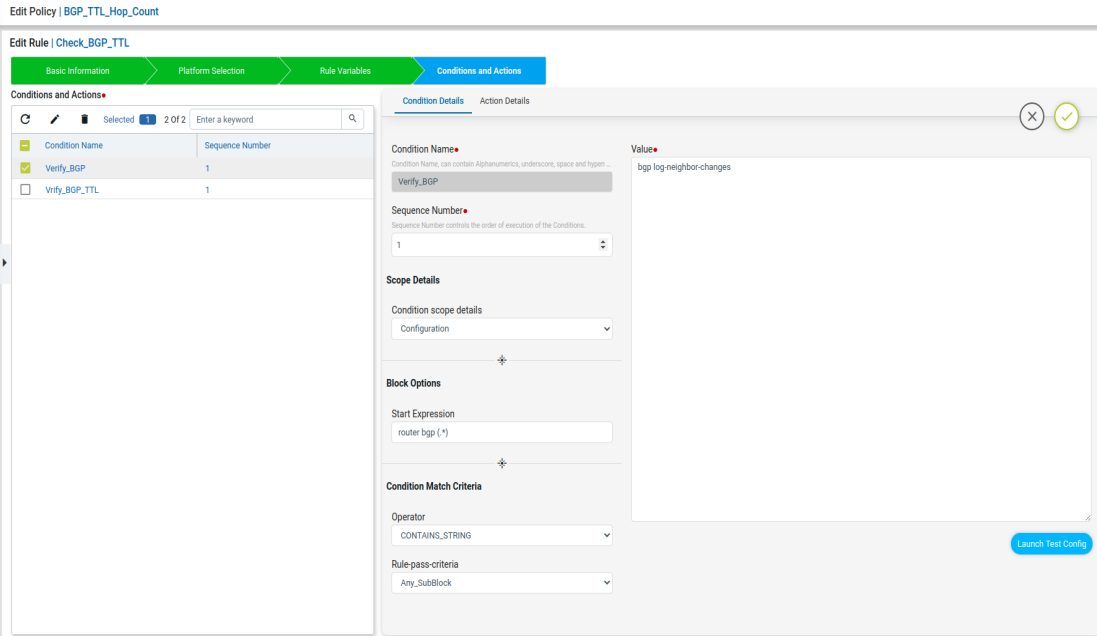 Edit Policy | BGP_TTL_Hop_Count
Edit Rule | Check_BGP_TTL
Basic Information Platform Selection Rule Variables Conditions and Actions
Conditions and Actions
Selected 1 2 Of 2 Enter a keyword
Condition Name Sequence Number
Verify_BGP 1
Vrify_BGP_TTL 1
Condition Details Action Details
Condition Name
Condition Name, can contain Alphanumerics, underscore, space and hypen ...
Verify_BGP
Sequence Number
Sequence Number controls the order of execution of the Conditions.
1
Scope Details
Condition scope details
Configuration
Block Options
Start Expression
router bgp (.*)
Condition Match Criteria
Operator
CONTAINS_STRING
Rule-pass-criteria
Any_SubBlock
Value
bgp log-neighbor-changes
Launch Test Config